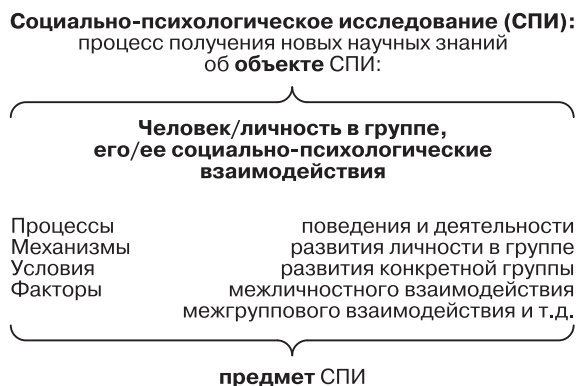 Социально-психологическое исследование (СПИ):
процесс получения новых научных знаний
об объекте СПИ:
Человек/личность в группе,
его/ее социально-психологические
взаимодействия
Процессы поведения и деятельности
Механизмы развития личности в группе
Условия развития конкретной группы
Факторы межличностного взаимодействия
межгруппового взаимодействия и т.д.
предмет СПИ